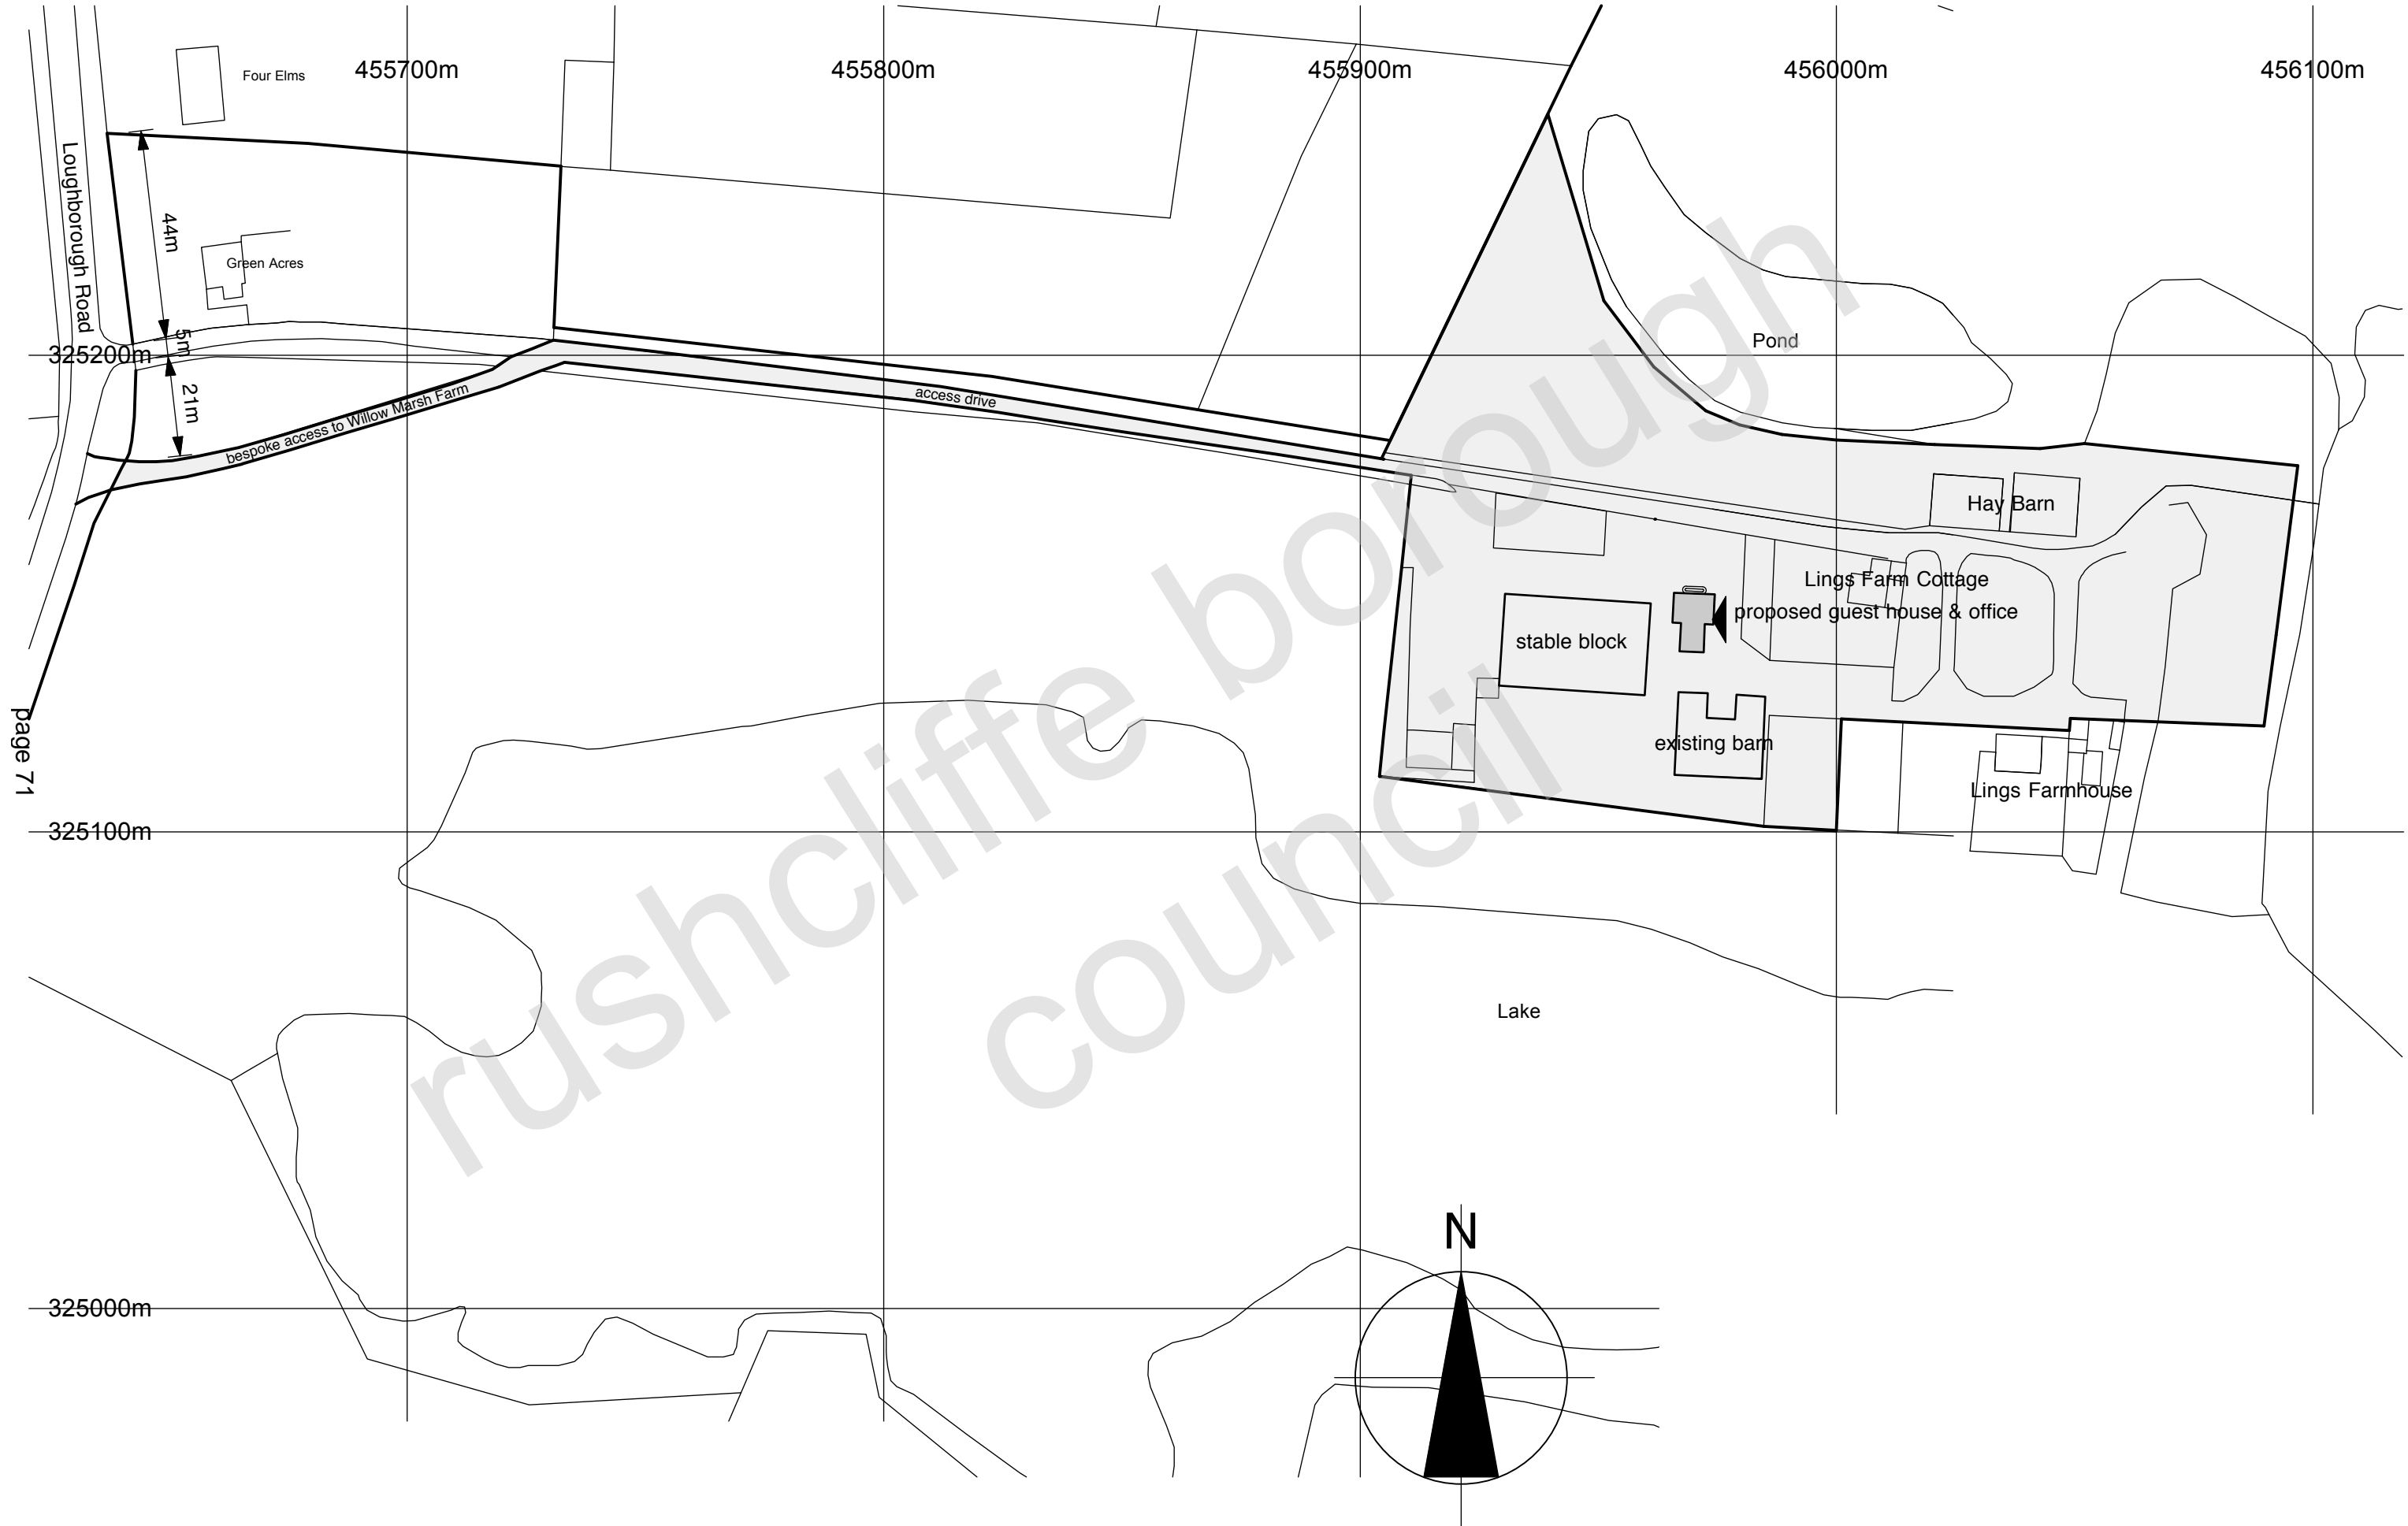 455700m
455800m
455900m
456000m
456100m
Four Elms
Loughborough Road
44m
Green Acres
5m
325200m
21m
bespoke access to Willow Marsh Farm
access drive
Pond
Hay Barn
Lings Farm Cottage
proposed guest house & office
stable block
existing barn
Lings Farmhouse
page 71
325100m
rushcliffe borough
council
Lake
N
325000m